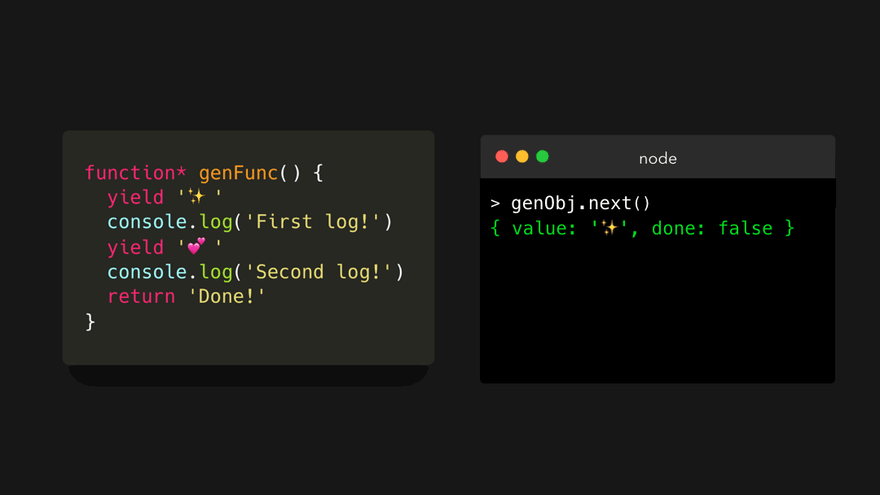 function* genFunc() {
  yield '✨ '
  console.log('First log!')
  yield '💕 '
  console.log('Second log!')
  return 'Done!'
}
node
> genObj.next()
{ value: '✨', done: false }